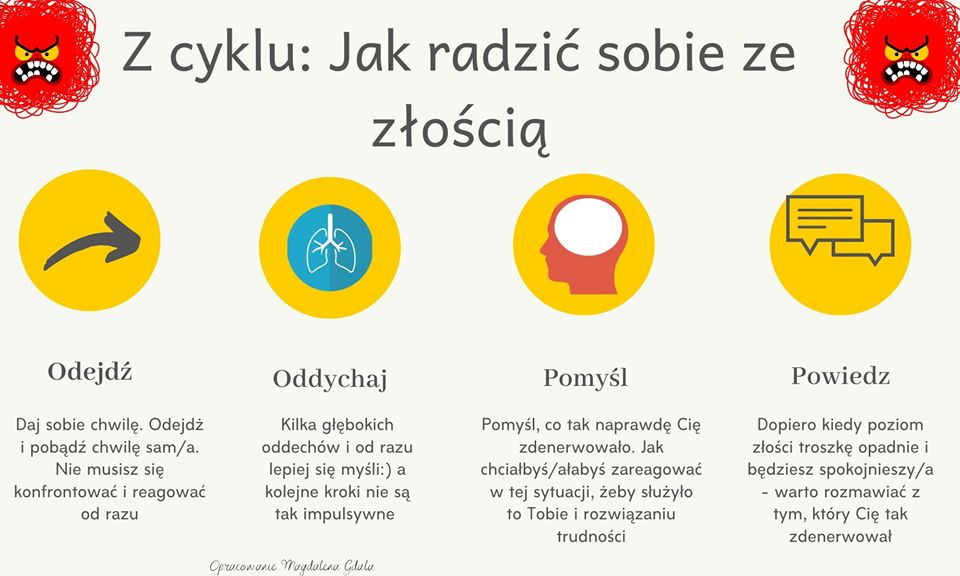 Z cyklu: Jak radzić sobie ze
złością
Odejdź
Daj sobie chwilę. Odejdż
i pobądź chwilę sam/a.
Nie musisz się
konfrontować i reagować
od razu
Oddychaj
Kilka głębokich
oddechów i od razu
lepiej się myśli:) a
kolejne kroki nie są
tak impulsywne
Pomyśl
Pomyśl, co tak naprawdę Cię
zdenerwowało. Jak
chciałbyś/ałabyś zareagować
w tej sytuacji, żeby służyło
to Tobie i rozwiązaniu
trudności
Powiedz
Dopiero kiedy poziom
złości troszkę opadnie i
będziesz spokojnieszy/a
- warto rozmawiać z
tym, który Cię tak
zdenerwował
Opracowanie Magdalena Gdula